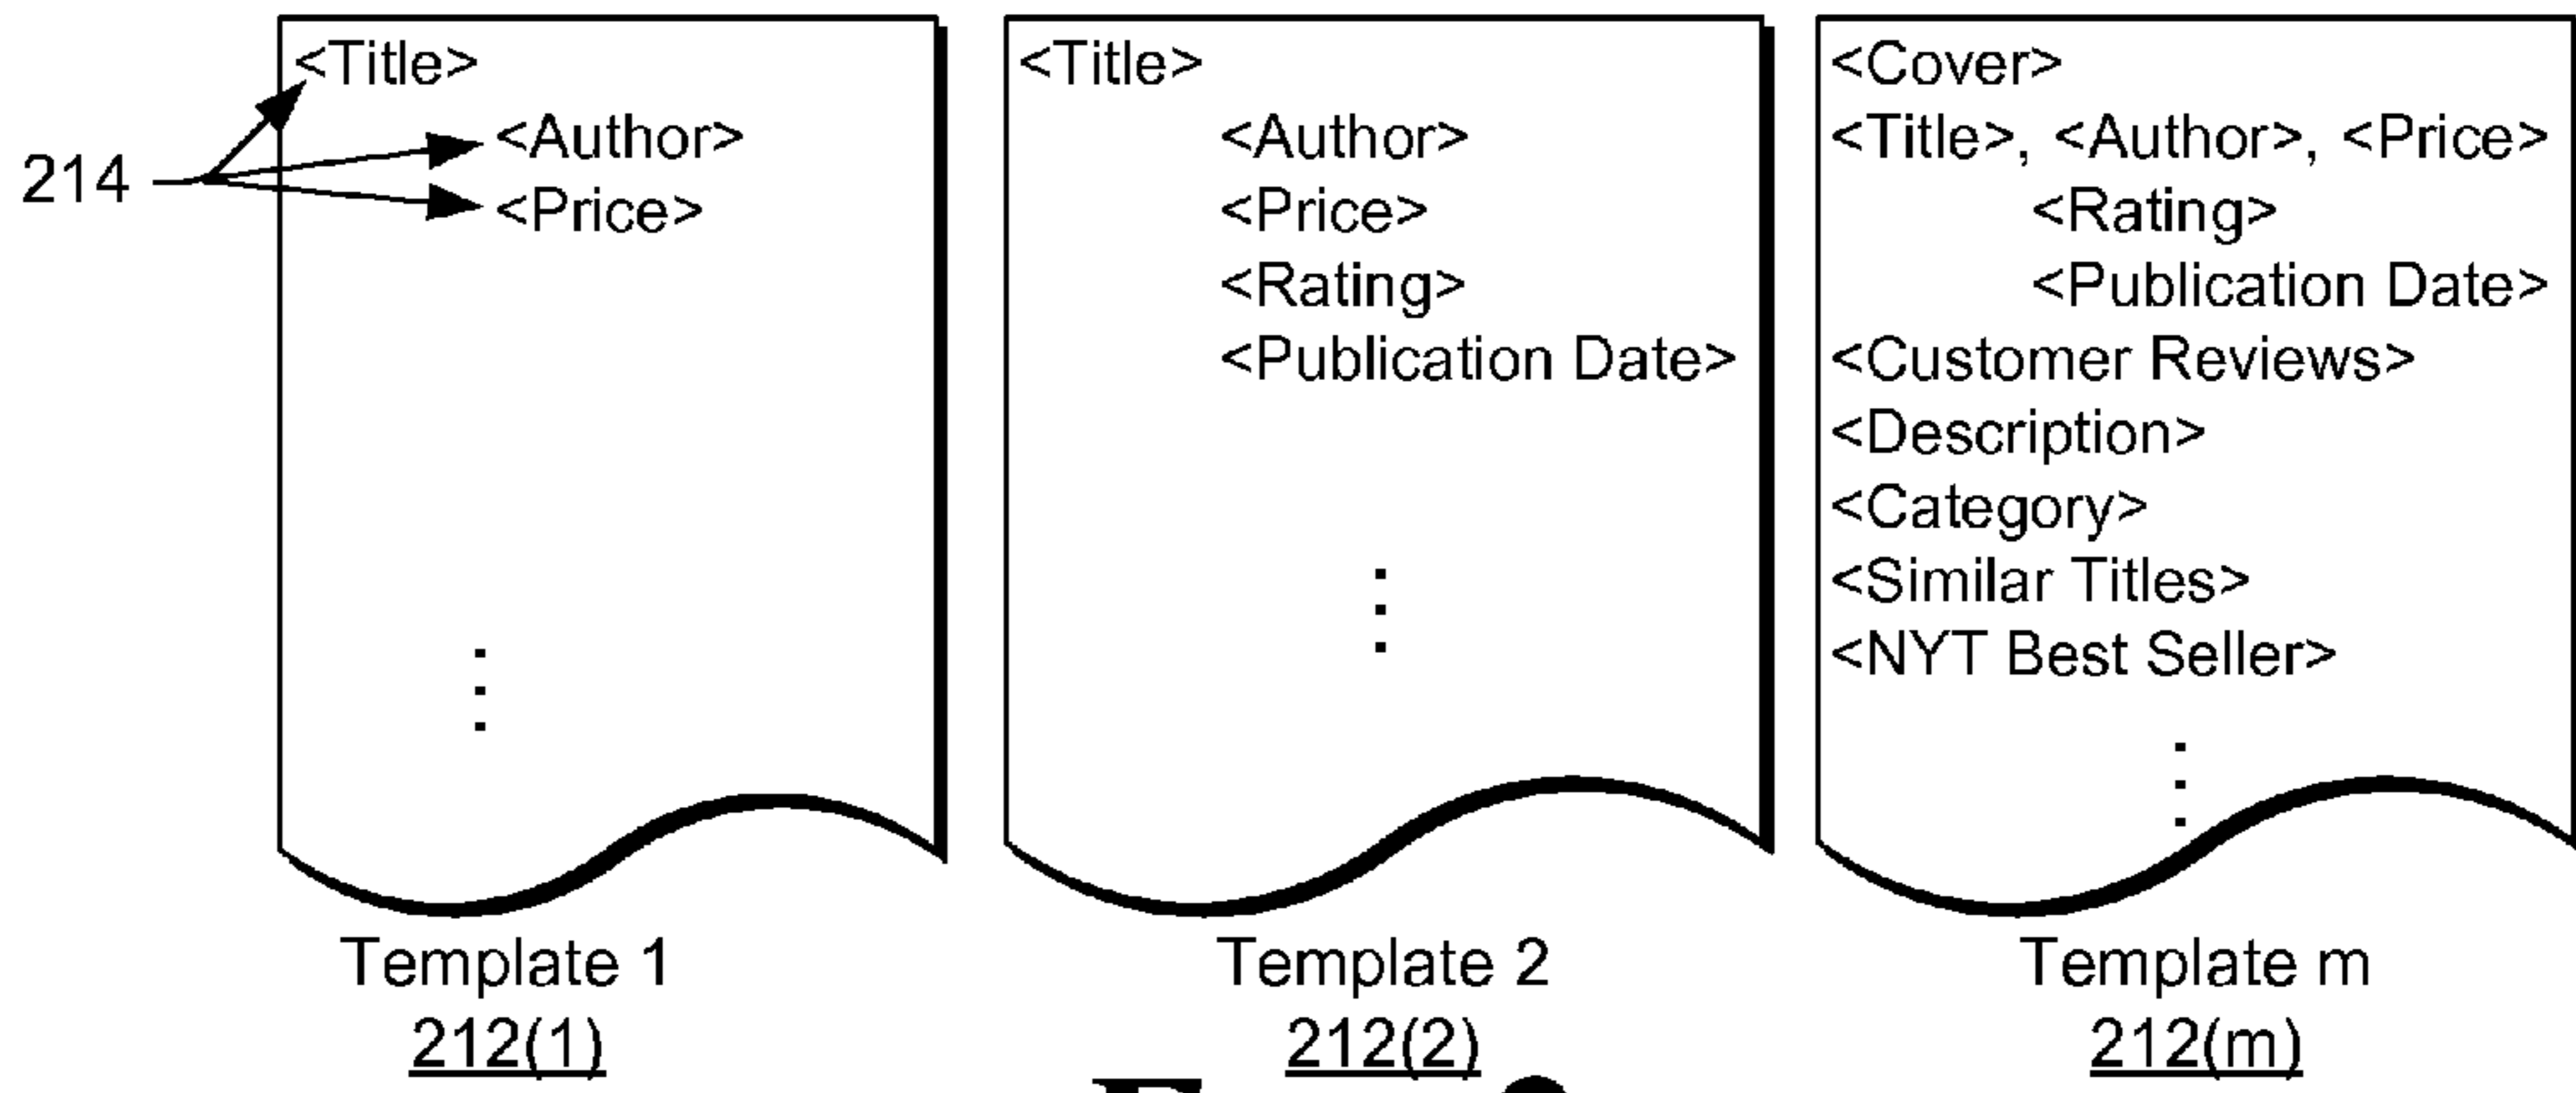 214
<Title>
<Author>
<Price>
Template 1
212(1)
<Title>
<Author>
<Price>
<Rating>
<Publication Date>
Template 2
212(2)
<Cover>
<Title>, <Author>, <Price>
<Rating>
<Publication Date>
<Customer Reviews>
<Description>
<Category>
<Similar Titles>
<NYT Best Seller>
Template m
212(m)